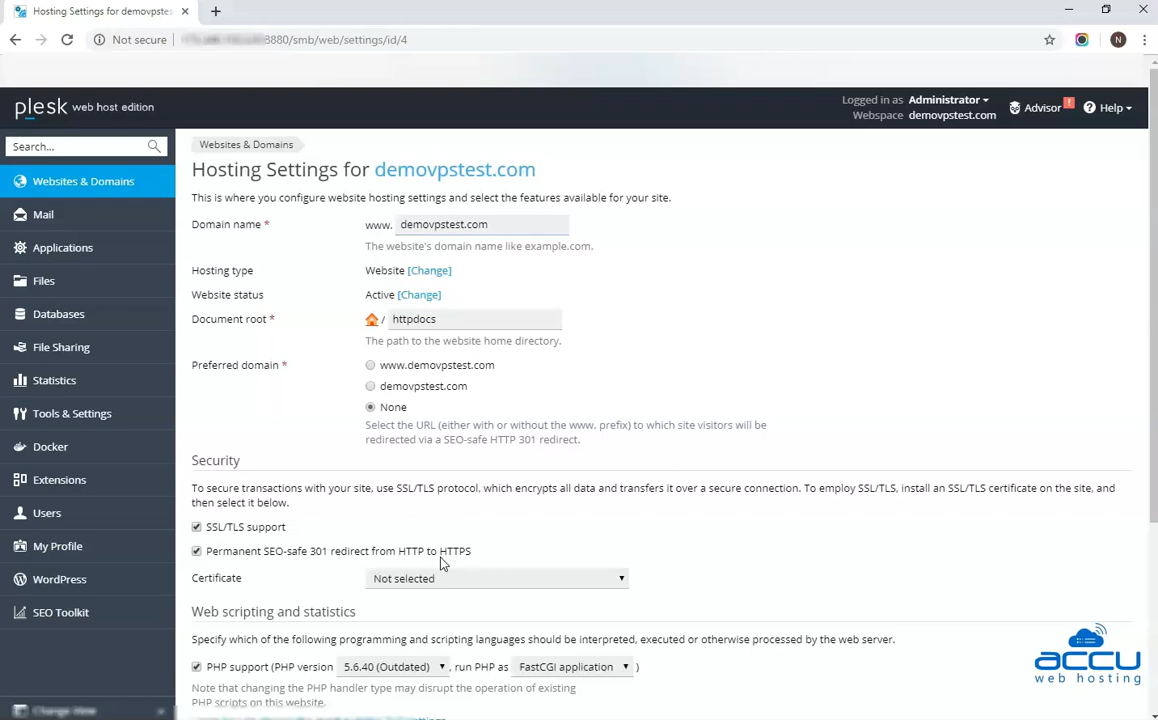 Hosting Settings for demovpstes
Not secure
8880/smb/web/settings/id/4
N
plesk web host edition
Logged in as Administrator
Webspace demovpstest.com
Advisor !
Help
Search...
Websites & Domains
Mail
Applications
Files
Databases
File Sharing
Statistics
Tools & Settings
Docker
Extensions
Users
My Profile
WordPress
SEO Toolkit
Change View
Websites & Domains
Hosting Settings for demovpstest.com
This is where you configure website hosting settings and select the features available for your site.
Domain name * www. demovpstest.com
The website's domain name like example.com.
Hosting type Website [Change]
Website status Active [Change]
Document root * / httpdocs
The path to the website home directory.
Preferred domain * www.demovpstest.com
demovpstest.com
None
Select the URL (either with or without the www. prefix) to which site visitors will be
redirected via a SEO-safe HTTP 301 redirect.
Security
To secure transactions with your site, use SSL/TLS protocol, which encrypts all data and transfers it over a secure connection. To employ SSL/TLS, install an SSL/TLS certificate on the site, and
then select it below.
SSL/TLS support
Permanent SEO-safe 301 redirect from HTTP to HTTPS
Certificate Not selected
Web scripting and statistics
Specify which of the following programming and scripting languages should be interpreted, executed or otherwise processed by the web server.
PHP support (PHP version 5.6.40 (Outdated) , run PHP as FastCGI application )
Note that changing the PHP handler type may disrupt the operation of existing
PHP scripts on this website.
ACCU
web hosting